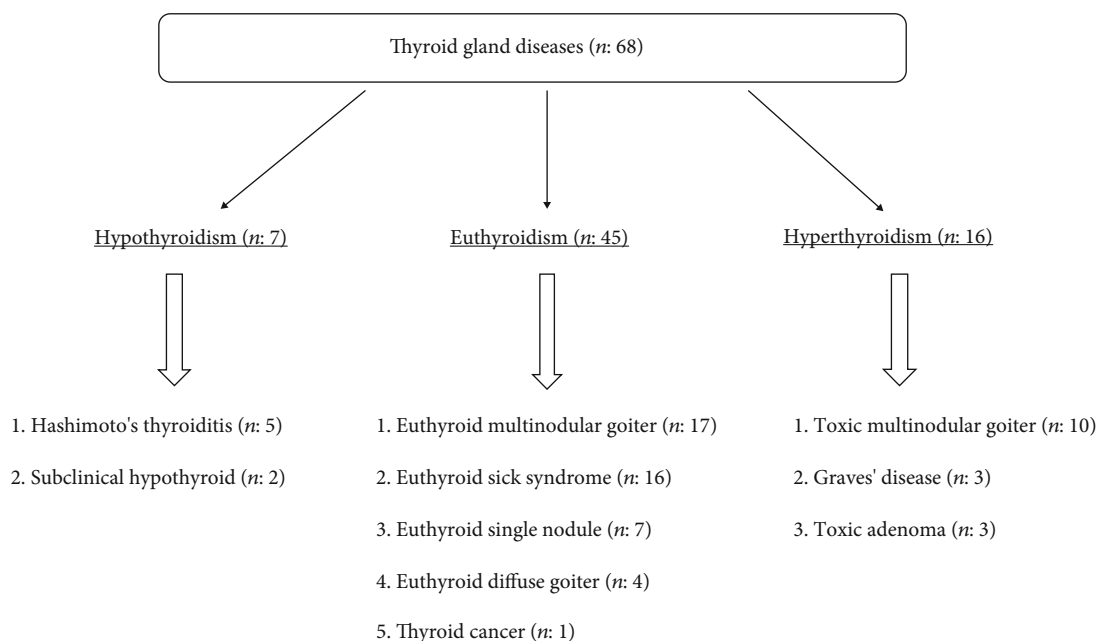 Thyroid gland diseases (n: 68)
Hypothyroidism (n: 7)
Euthyroidism (n: 45)
Hyperthyroidism (n: 16)
1. Hashimoto's thyroiditis (n: 5)
2. Subclinical hypothyroid (n: 2)
1. Euthyroid multinodular goiter (n: 17)
2. Euthyroid sick syndrome (n: 16)
3. Euthyroid single nodule (n: 7)
4. Euthyroid diffuse goiter (n: 4)
5. Thyroid cancer (n: 1)
1. Toxic multinodular goiter (n: 10)
2. Graves' disease (n: 3)
3. Toxic adenoma (n: 3)